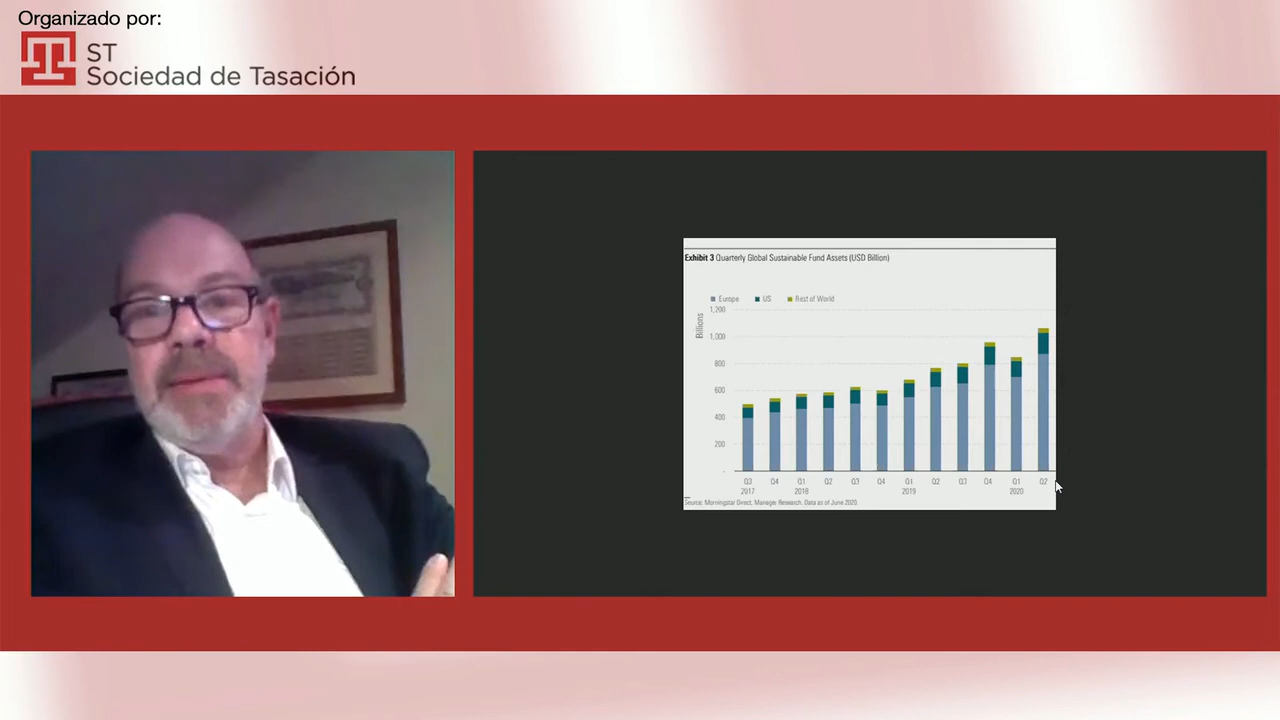 Organizado por:
ST
Sociedad de Tasación
Exhibit 3 Quarterly Global Sustainable Fund Assets (USD Billion)
Europe US Rest of World
Billions
1,200
1,000
800
600
400
200
-
Q3 Q4 Q1 Q2 Q3 Q4 Q1 Q2 Q3 Q4 Q1 Q2
2017 2018 2019 2020
Source: Morningstar Direct, Manager Research. Data as of June 2020.